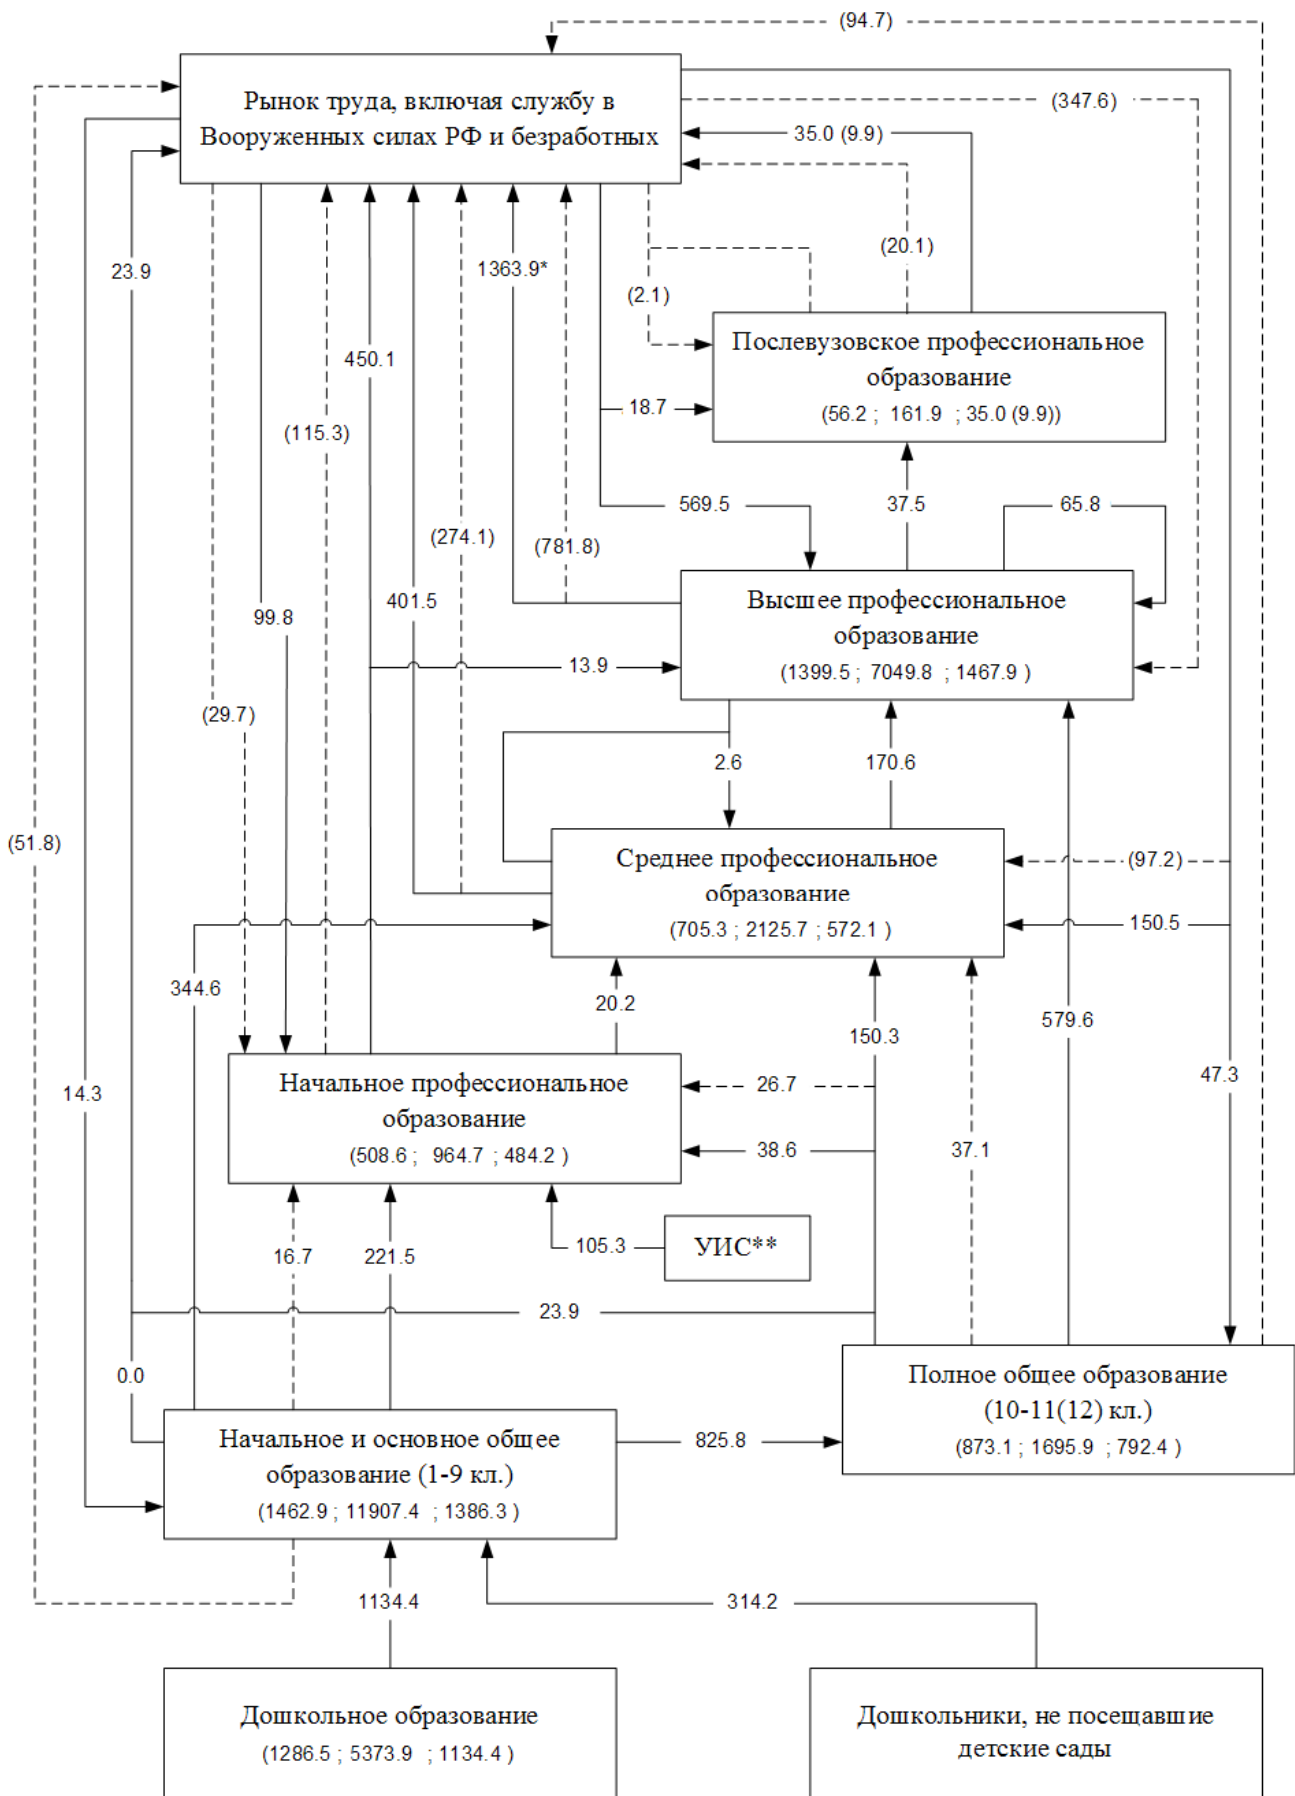 (94.7)
Рынок труда, включая службу в
Вооруженных силах РФ и безработных
(347.6)
35.0 (9.9)
(20.1)
23.9
1363.9*
(2.1)
Послевузовское профессиональное
образование
(56.2 ; 161.9 ; 35.0 (9.9))
450.1
18.7
(115.3)
569.5
37.5
65.8
(274.1)
(781.8)
Высшее профессиональное
образование
(1399.5 ; 7049.8 ; 1467.9 )
401.5
99.8
13.9
(29.7)
2.6
170.6
(51.8)
Среднее профессиональное
образование
(705.3 ; 2125.7 ; 572.1 )
(97.2)
150.5
344.6
20.2
150.3
579.6
47.3
14.3
Начальное профессиональное
образование
(508.6 ; 964.7 ; 484.2 )
26.7
38.6
37.1
16.7
221.5
105.3
УИС**
23.9
0.0
Полное общее образование
(10-11(12) кл.)
(873.1 ; 1695.9 ; 792.4 )
Начальное и основное общее
образование (1-9 кл.)
(1462.9 ; 11907.4 ; 1386.3 )
825.8
1134.4
314.2
Дошкольное образование
(1286.5 ; 5373.9 ; 1134.4 )
Дошкольники, не посещавшие
детские сады